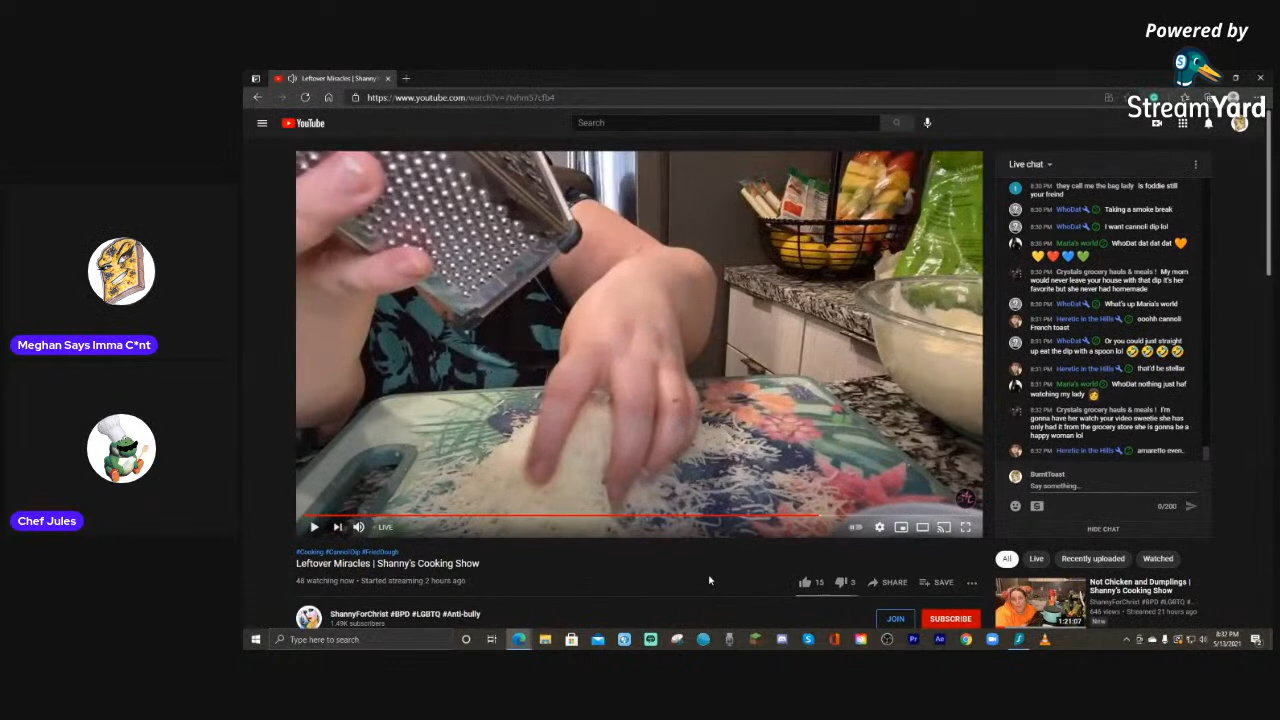 Powered by
StreamYard
Leftover Miracles | Shanny'
https://www.youtube.com/watch?v=7tvhm57cfb4
YouTube
Search
Live chat
8:30 PM they call me the bag lady is foddie still
your freind
8:30 PM WhoDat Taking a smoke break
8:30 PM WhoDat I want cannoli dip lol
8:30 PM Maria's world WhoDat dat dat dat
8:30 PM Crystals grocery hauls & meals ! My mom
would never leave your house with that dip it's her
favorite but she never had homemade
8:30 PM WhoDat What's up Maria's world
8:31 PM Heretic in the Hills ooohh cannoli
French toast
8:31 PM WhoDat Or you could just straight
up eat the dip with a spoon lol
8:31 PM Heretic in the Hills that'd be stellar
8:31 PM Maria's world WhoDat nothing just haf
watching my lady
8:32 PM Crystals grocery hauls & meals ! I'm
gonna have her watch your video sweetie she has
only had it from the grocery store she is gonna be a
happy woman lol
8:32 PM Heretic in the Hills amaretto even..
BurntToast
Say something...
0/200
HIDE CHAT
Meghan Says Imma C*nt
Chef Jules
LIVE
#Cooking #CannoliDip #FriedDough
Leftover Miracles | Shanny's Cooking Show
48 watching now • Started streaming 2 hours ago
15
3
SHARE
SAVE
ShannyForChrist #BPD #LGBTQ #Anti-bully
1.49K subscribers
JOIN
SUBSCRIBE
All
Live
Recently uploaded
Watched
Not Chicken and Dumplings |
Shanny's Cooking Show
ShannyForChrist #BPD #LGBTQ #...
646 views • Streamed 21 hours ago
New
1:21:07
Type here to search
8:32 PM
5/13/2021